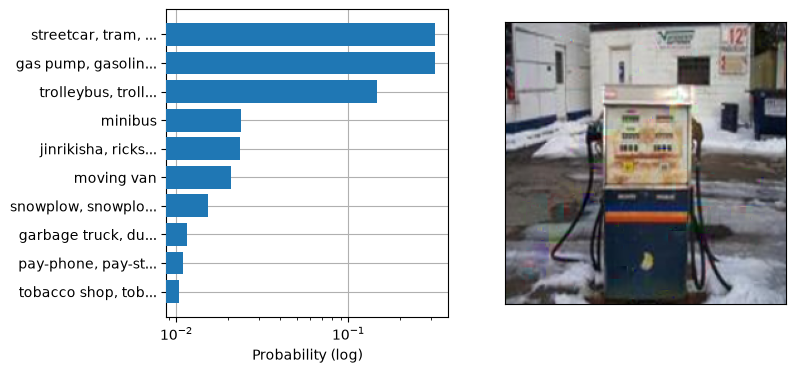 streetcar, tram, ...
gas pump, gasolin...
trolleybus, troll...
minibus
jinrikisha, ricks...
moving van
snowplow, snowplo...
garbage truck, du...
pay-phone, pay-st...
tobacco shop, tob...
10⁻² 10⁻¹
Probability (log)
12⁹